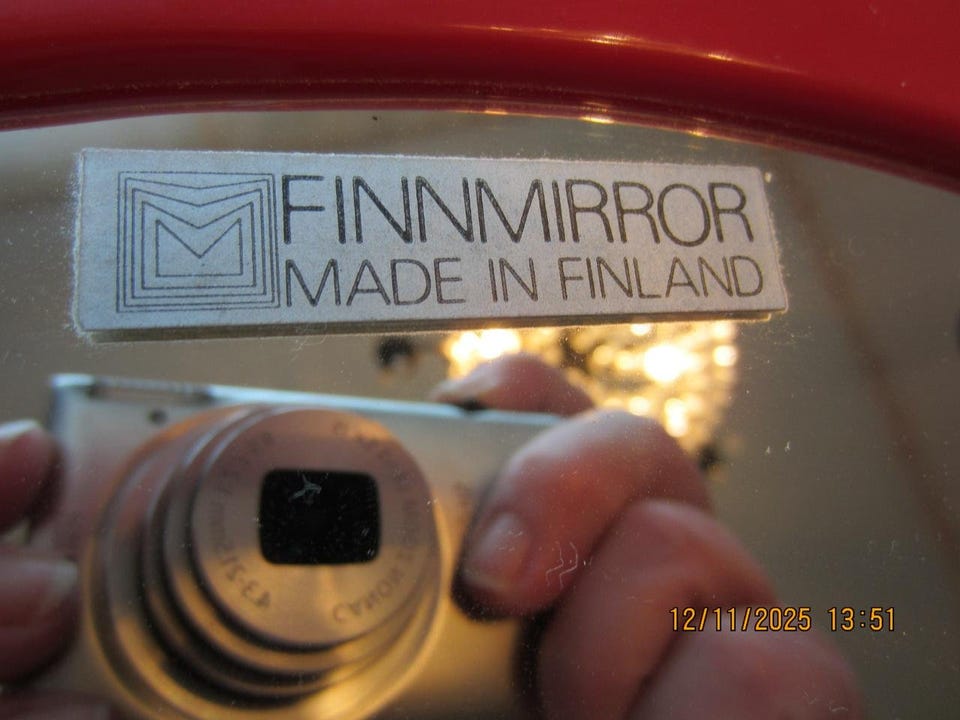 FINNMIRROR
MADE IN FINLAND
12/11/2025 13:51